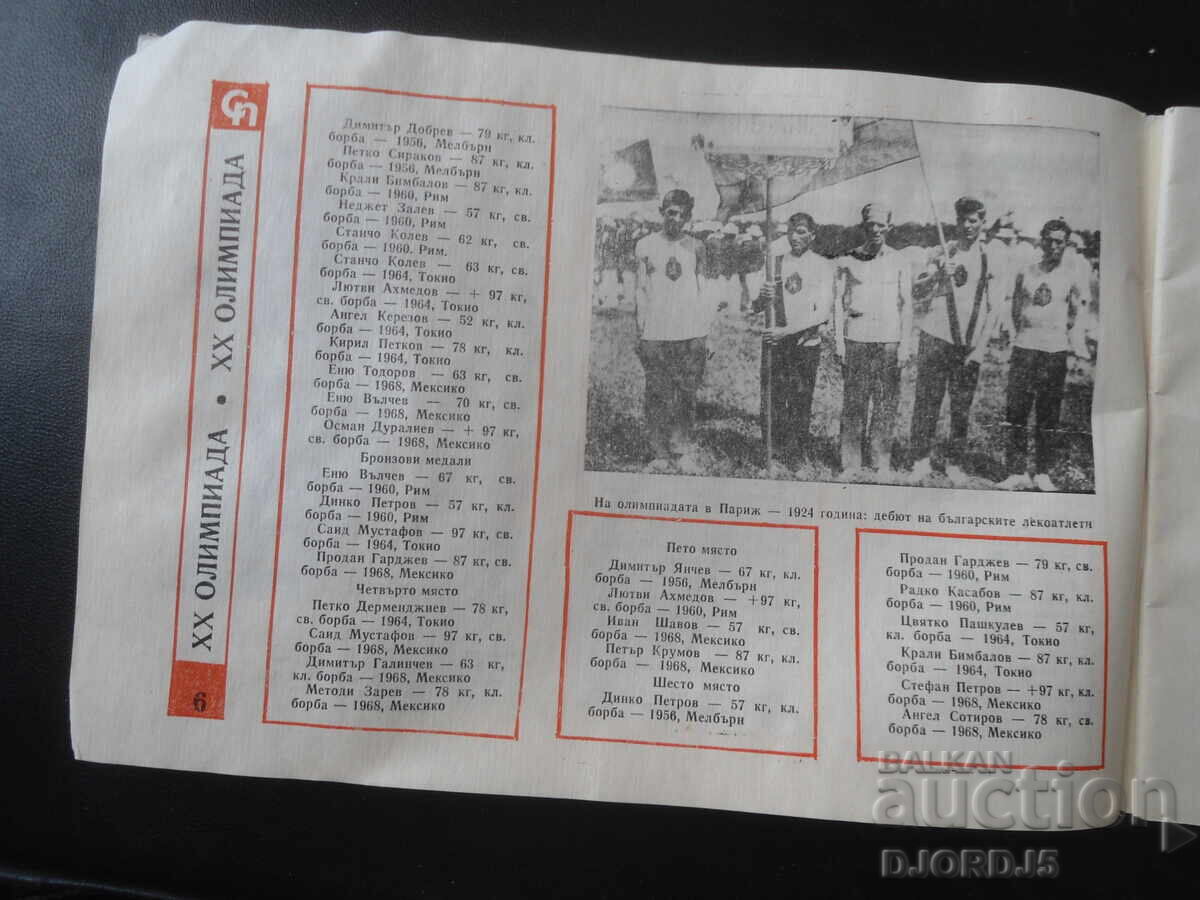 Сп
XX ОЛИМПИАДА • XX ОЛИМПИАДА
6
Димитър Добрев — 79 кг, кл.
борба — 1956, Мелбърн
Петко Сираков — 87 кг, кл.
борба — 1956, Мелбърн
Крали Бимбалов — 87 кг, кл.
борба — 1960, Рим
Неджет Залев — 57 кг, св.
борба — 1960, Рим
Станчо Колев — 62 кг, св.
борба — 1960. Рим.
Станчо Колев — 63 кг, св.
борба — 1964, Токио
Лютви Ахмедов — + 97 кг,
св. борба — 1964, Токио
Ангел Керезов — 52 кг, кл.
борба — 1964, Токио
Кирил Петков — 78 кг, кл.
борба — 1964, Токио
Еню Тодоров — 63 кг, св.
борба — 1968, Мексико
Еню Вълчев — 70 кг, св.
борба — 1968, Мексико
Осман Дуралиев — + 97 кг,
св. борба — 1968, Мексико
Бронзови медали
Еню Вълчев — 67 кг, св.
борба — 1960, Рим
Динко Петров — 57 кг, кл.
борба — 1960, Рим
Саид Мустафов — 97 кг, св.
борба — 1964, Токио
Продан Гарджев — 87 кг, св.
борба — 1968, Мексико
Четвърто място
Петко Дерменджиев — 78 кг,
св. борба — 1964, Токио
Саид Мустафов — 97 кг, св.
борба — 1968, Мексико
Димитър Галинчев — 63 кг,
кл. борба — 1968, Мексико
Методи Зарев — 78 кг, кл.
борба — 1968, Мексико
На олимпиадата в Париж — 1924 година: дебют на българските лекоатлети
Пето място
Димитър Янчев — 67 кг, кл.
борба — 1956, Мелбърн
Лютви Ахмедов — +97 кг,
св. борба — 1960, Рим
Иван Шавов — 57 кг, св.
борба — 1968, Мексико
Петър Крумов — 87 кг, кл.
борба — 1968, Мексико
Шесто място
Динко Петров — 57 кг, кл.
борба — 1956, Мелбърн
Продан Гарджев — 79 кг, св.
борба — 1960, Рим
Радко Касабов — 87 кг, кл.
борба — 1960, Рим
Цвятко Пашкулев — 57 кг,
кл. борба — 1964, Токио
Крали Бимбалов — 87 кг, кл.
борба — 1964, Токио
Стефан Петров — +97 кг, кл.
борба — 1968, Мексико
Ангел Сотиров — 78 кг, св.
борба — 1968, Мексико
BALKAN
auction
DJORDJ5